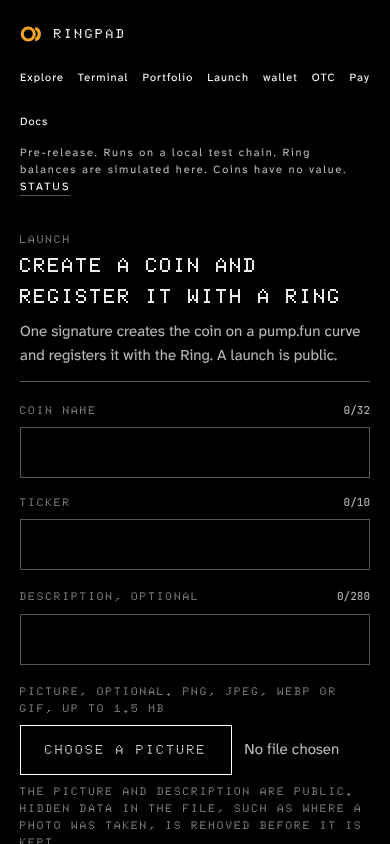 RINGPAD
Explore Terminal Portfolio Launch wallet OTC Pay
Docs
Pre-release. Runs on a local test chain. Ring
balances are simulated here. Coins have no value.
STATUS
LAUNCH
CREATE A COIN AND
REGISTER IT WITH A RING
One signature creates the coin on a pump.fun curve
and registers it with the Ring. A launch is public.
COIN NAME 0/32
TICKER 0/10
DESCRIPTION, OPTIONAL 0/280
PICTURE, OPTIONAL. PNG, JPEG, WEBP OR
GIF, UP TO 1.5 MB
CHOOSE A PICTURE No file chosen
THE PICTURE AND DESCRIPTION ARE PUBLIC.
HIDDEN DATA IN THE FILE, SUCH AS WHERE A
PHOTO WAS TAKEN, IS REMOVED BEFORE IT IS
KEPT